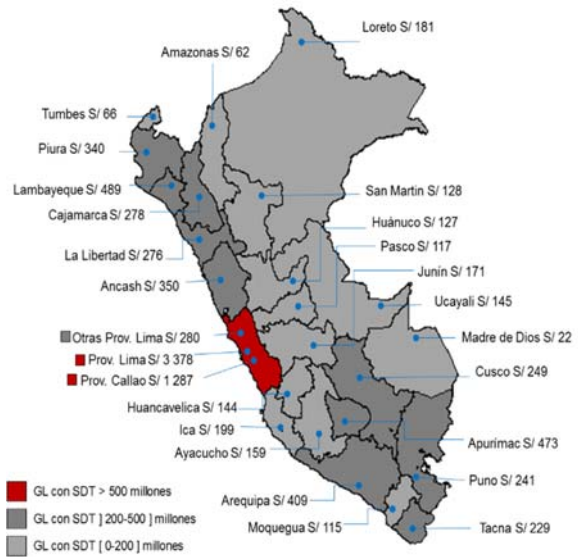 Loreto S/ 181
Amazonas S/ 62
Tumbes S/ 66
Piura S/ 340
Lambayeque S/ 489
San Martin S/ 128
Cajamarca S/ 278
Huánuco S/ 127
Pasco S/ 117
La Libertad S/ 276
Junín S/ 171
Ancash S/ 350
Ucayali S/ 145
Otras Prov. Lima S/ 280
Madre de Dios S/ 22
Prov. Lima S/ 3 378
Cusco S/ 249
Prov. Callao S/ 1 287
Huancavelica S/ 144
Ica S/ 199
Apurímac S/ 473
Ayacucho S/ 159
Puno S/ 241
GL con SDT > 500 millones
Arequipa S/ 409
GL con SDT ] 200-500 ] millones
Moquegua S/ 115
Tacna S/ 229
GL con SDT [ 0-200 ] millones